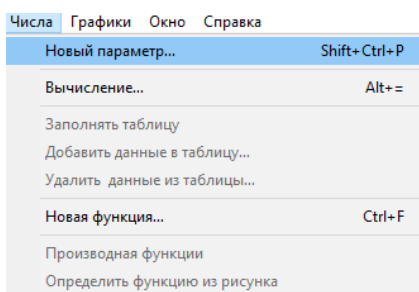 Числа Графики Окно Справка
Новый параметр... Shift+Ctrl+P
Вычисление... Alt+=
Заполнять таблицу
Добавить данные в таблицу...
Удалить данные из таблицы...
Новая функция... Ctrl+F
Производная функции
Определить функцию из рисунка